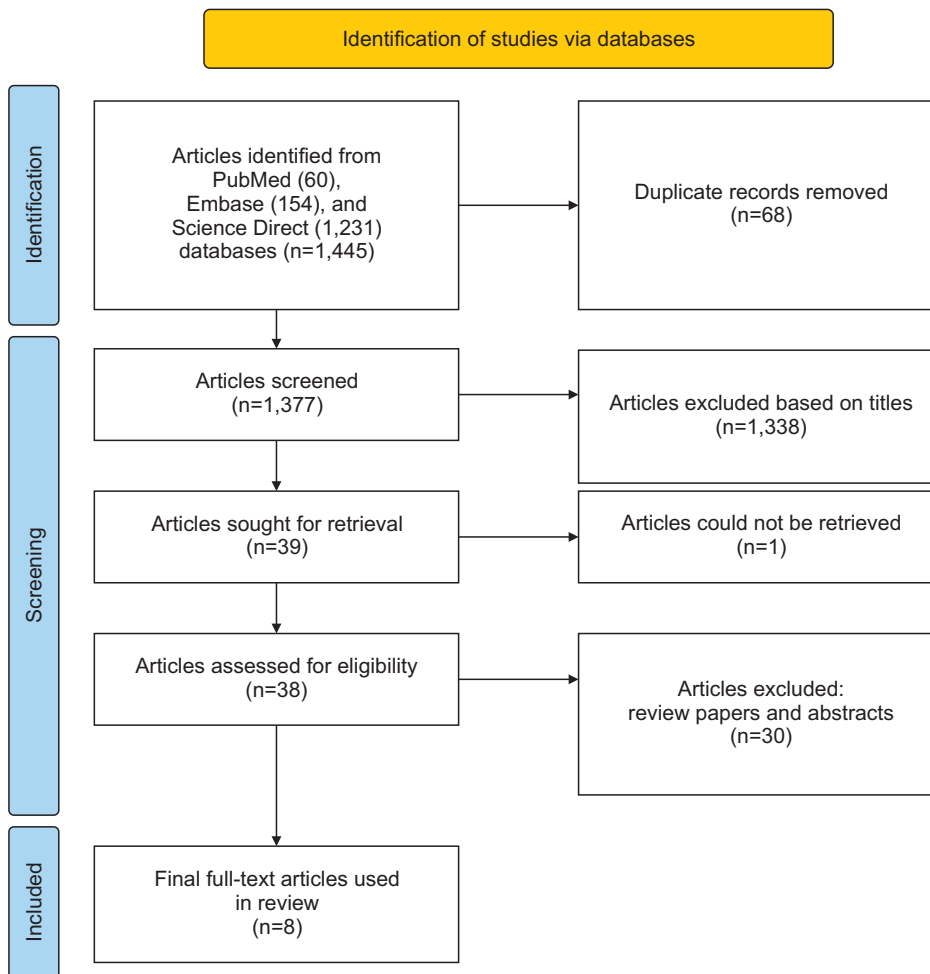 Identification of studies via databases
Identification
Articles identified from
PubMed (60),
Embase (154), and
Science Direct (1,231)
databases (n=1,445)
Duplicate records removed
(n=68)
Screening
Articles screened
(n=1,377)
Articles excluded based on titles
(n=1,338)
Articles sought for retrieval
(n=39)
Articles could not be retrieved
(n=1)
Articles assessed for eligibility
(n=38)
Articles excluded:
review papers and abstracts
(n=30)
Included
Final full-text articles used
in review
(n=8)